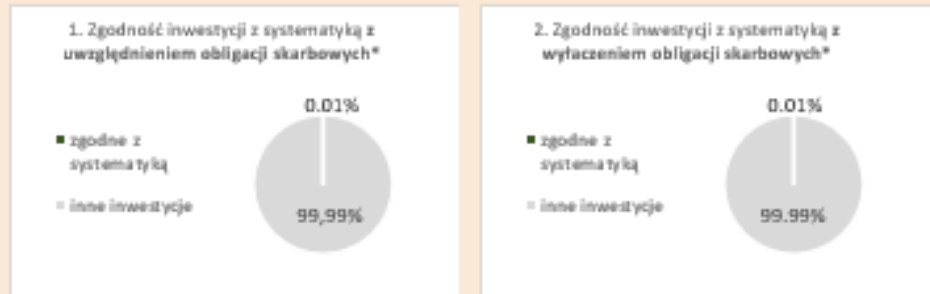 1. Zgodność inwestycji z systematyką z
uwzględnieniem obligacji skarbowych*
0.01%
zgodne z
systematyką
inne inwestycje
99,99%
2. Zgodność inwestycji z systematyką z
wyłaczeniem obligacji skarbowych*
0.01%
zgodne z
systematyką
inne inwestycje
99.99%